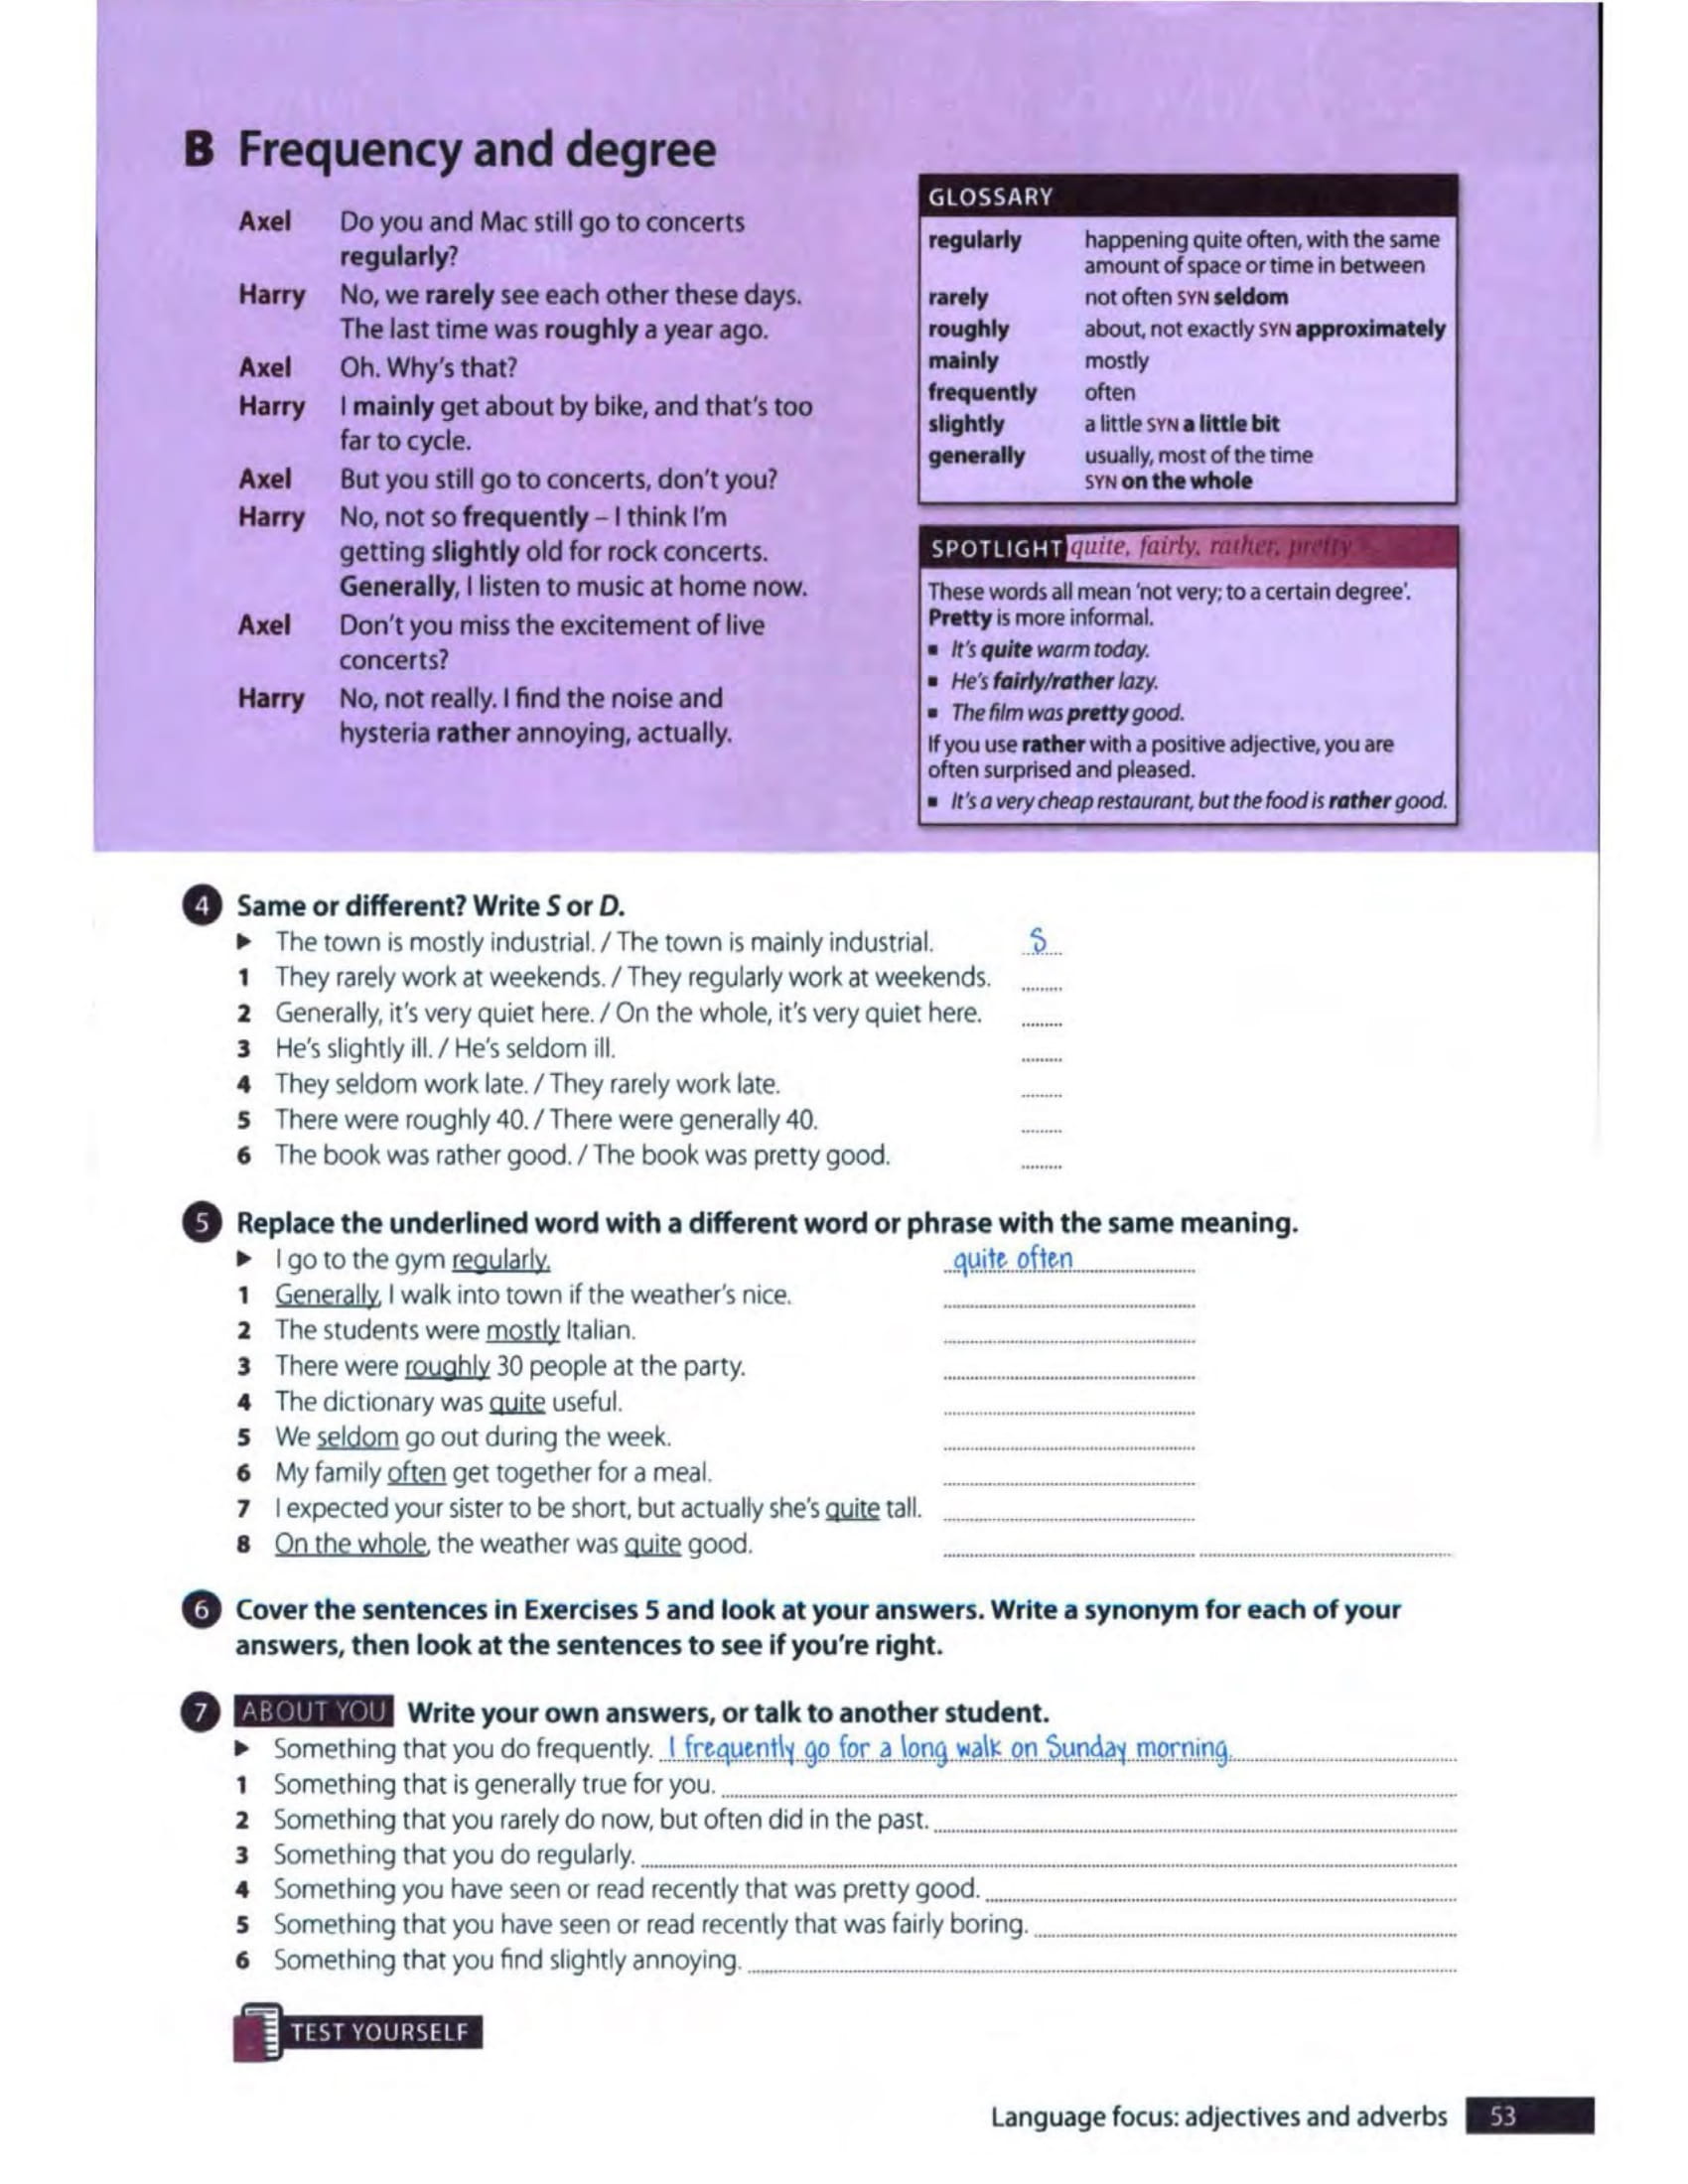 B Frequency and degree
Axel Do you and Mac still go to concerts
regularly?
Harry No, we rarely see each other these days.
The last time was roughly a year ago.
Axel Oh. Why's that?
Harry I mainly get about by bike, and that's too
far to cycle.
Axel But you still go to concerts, don't you?
Harry No, not so frequently – I think I'm
getting slightly old for rock concerts.
Generally, I listen to music at home now.
Axel Don't you miss the excitement of live
concerts?
Harry No, not really. I find the noise and
hysteria rather annoying, actually.
GLOSSARY
regularly happening quite often, with the same
amount of space or time in between
rarely not often SYN seldom
roughly about, not exactly SYN approximately
mainly mostly
frequently often
slightly a little SYN a little bit
generally usually, most of the time
SYN on the whole
SPOTLIGHT quite, fairly, rather, pretty
These words all mean 'not very; to a certain degree'.
Pretty is more informal.
▪ It's quite warm today.
▪ He's fairly/rather lazy.
▪ The film was pretty good.
If you use rather with a positive adjective, you are
often surprised and pleased.
▪ It's a very cheap restaurant, but the food is rather good.
4 Same or different? Write S or D.
▶ The town is mostly industrial. / The town is mainly industrial. S
1 They rarely work at weekends. / They regularly work at weekends.
2 Generally, it's very quiet here. / On the whole, it's very quiet here.
3 He's slightly ill. / He's seldom ill.
4 They seldom work late. / They rarely work late.
5 There were roughly 40. / There were generally 40.
6 The book was rather good. / The book was pretty good.
5 Replace the underlined word with a different word or phrase with the same meaning.
▶ I go to the gym regularly. quite often
1 Generally, I walk into town if the weather's nice.
2 The students were mostly Italian.
3 There were roughly 30 people at the party.
4 The dictionary was quite useful.
5 We seldom go out during the week.
6 My family often get together for a meal.
7 I expected your sister to be short, but actually she's quite tall.
8 On the whole, the weather was quite good.
6 Cover the sentences in Exercises 5 and look at your answers. Write a synonym for each of your
answers, then look at the sentences to see if you're right.
7 ABOUT YOU Write your own answers, or talk to another student.
▶ Something that you do frequently. I frequently go for a long walk on Sunday morning.
1 Something that is generally true for you.
2 Something that you rarely do now, but often did in the past.
3 Something that you do regularly.
4 Something you have seen or read recently that was pretty good.
5 Something that you have seen or read recently that was fairly boring.
6 Something that you find slightly annoying.
TEST YOURSELF
Language focus: adjectives and adverbs 53